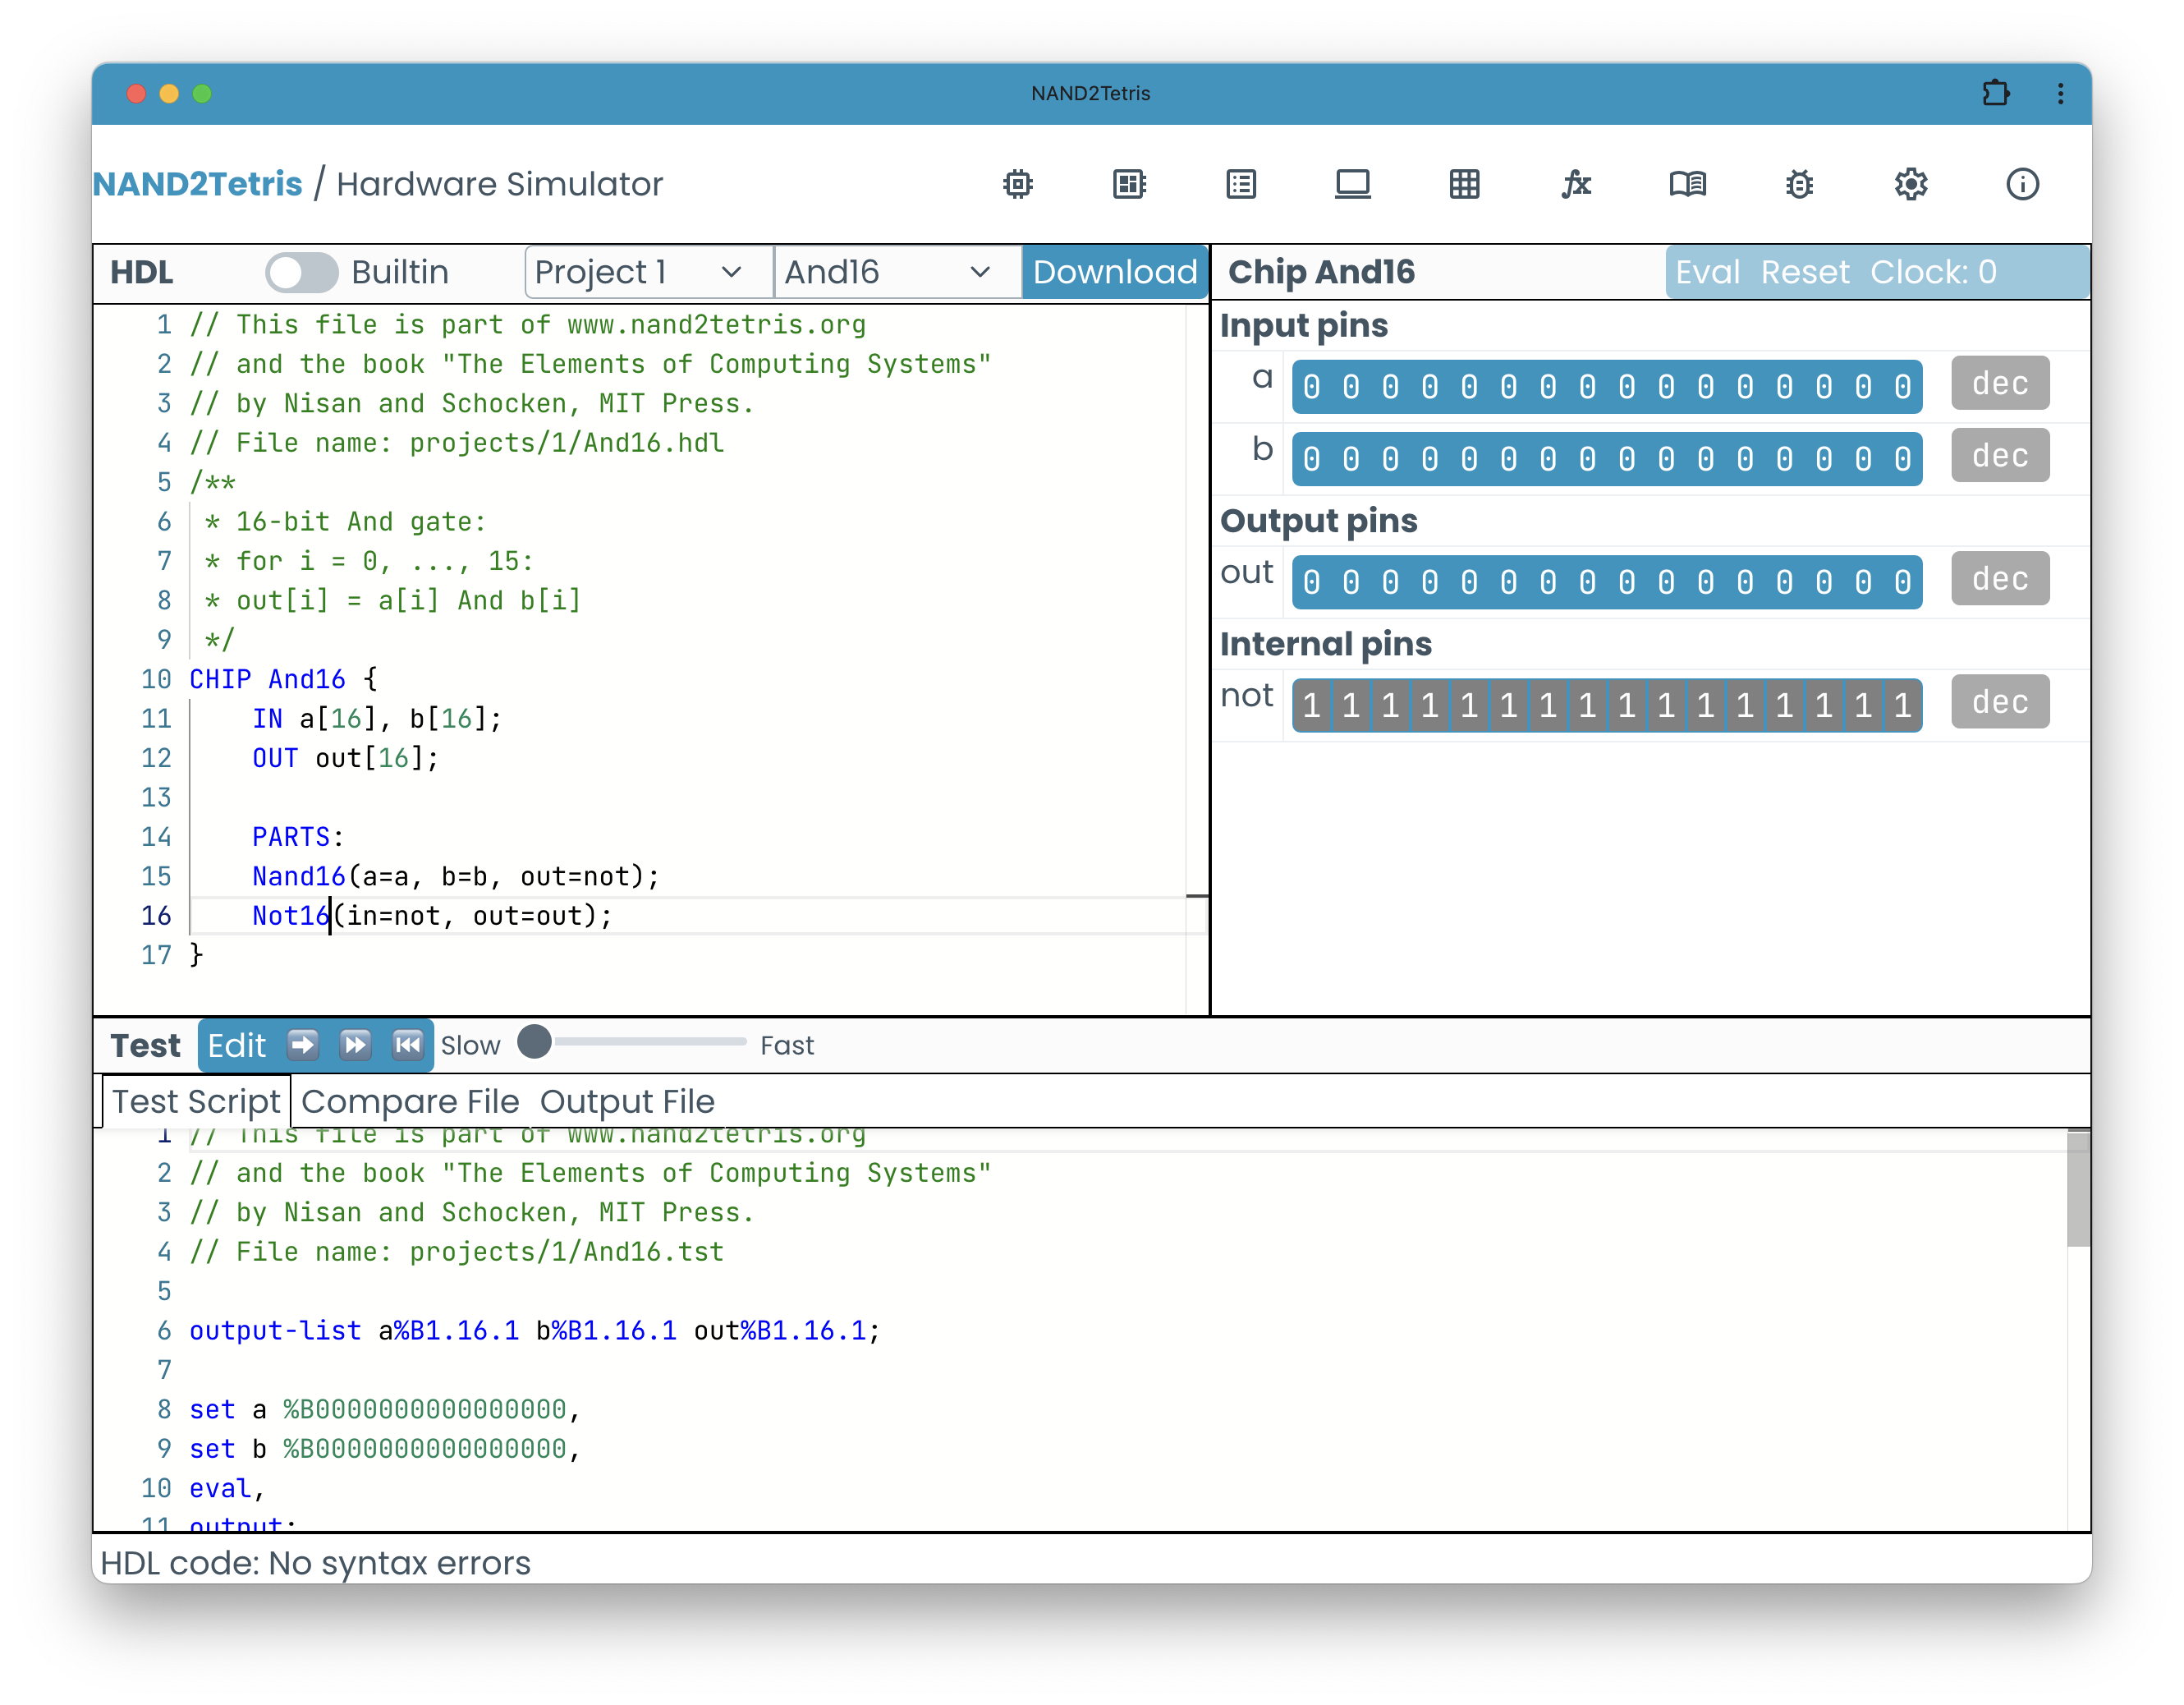 NAND2Tetris
NAND2Tetris / Hardware Simulator
HDL Builtin Project 1 And16 Download
1 // This file is part of www.nand2tetris.org
2 // and the book "The Elements of Computing Systems"
3 // by Nisan and Schocken, MIT Press.
4 // File name: projects/1/And16.hdl
5 /**
6 * 16-bit And gate:
7 * for i = 0, ..., 15:
8 * out[i] = a[i] And b[i]
9 */
10 CHIP And16 {
11 IN a[16], b[16];
12 OUT out[16];
13
14 PARTS:
15 Nand16(a=a, b=b, out=not);
16 Not16(in=not, out=out);
17 }
Chip And16 Eval Reset Clock: 0
Input pins
a 0 0 0 0 0 0 0 0 0 0 0 0 0 0 0 0 dec
b 0 0 0 0 0 0 0 0 0 0 0 0 0 0 0 0 dec
Output pins
out 0 0 0 0 0 0 0 0 0 0 0 0 0 0 0 0 dec
Internal pins
not 1 1 1 1 1 1 1 1 1 1 1 1 1 1 1 1 dec
Test Edit Slow Fast
Test Script Compare File Output File
1 // This file is part of www.nand2tetris.org
2 // and the book "The Elements of Computing Systems"
3 // by Nisan and Schocken, MIT Press.
4 // File name: projects/1/And16.tst
5
6 output-list a%B1.16.1 b%B1.16.1 out%B1.16.1;
7
8 set a %B0000000000000000,
9 set b %B0000000000000000,
10 eval,
11 output;
HDL code: No syntax errors